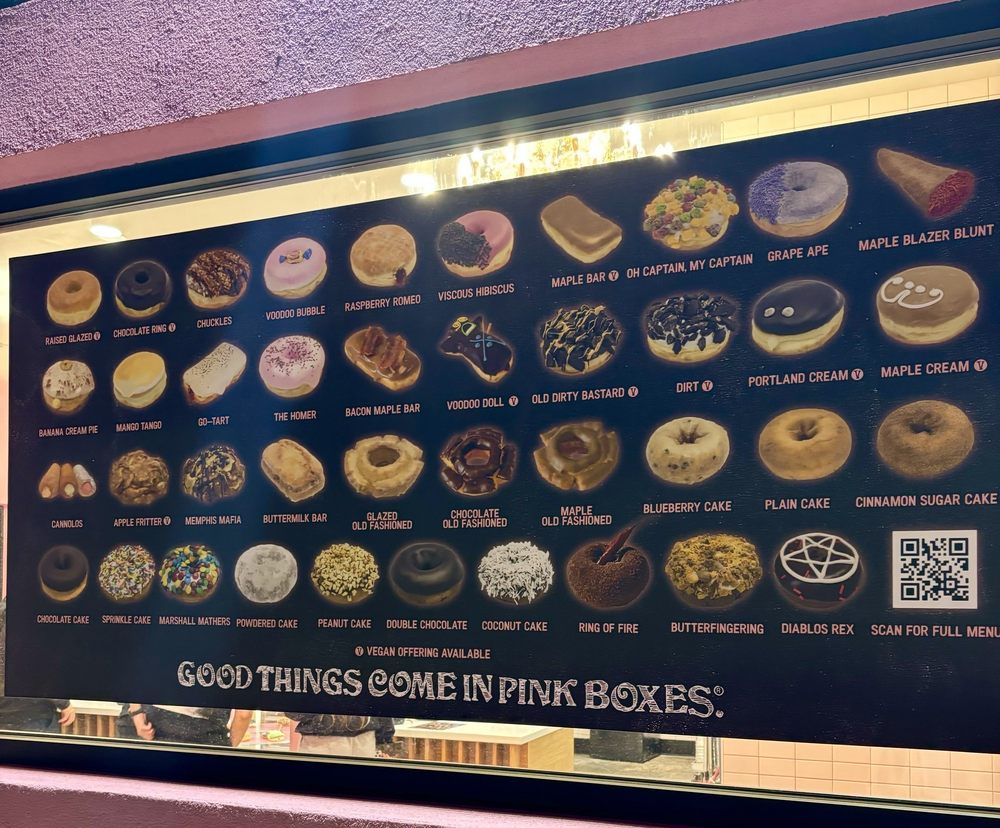 RAISED GLAZED Ⓥ
CHOCOLATE RING Ⓥ
CHUCKLES
VOODOO BUBBLE
RASPBERRY ROMEO
VISCOUS HIBISCUS
MAPLE BAR Ⓥ
OH CAPTAIN, MY CAPTAIN
GRAPE APE
MAPLE BLAZER BLUNT
BANANA CREAM PIE
MANGO TANGO
GO-TART
THE HOMER
BACON MAPLE BAR
VOODOO DOLL Ⓥ
OLD DIRTY BASTARD Ⓥ
DIRT Ⓥ
PORTLAND CREAM Ⓥ
MAPLE CREAM Ⓥ
CANNOLOS
APPLE FRITTER Ⓥ
MEMPHIS MAFIA
BUTTERMILK BAR
GLAZED
OLD FASHIONED
CHOCOLATE
OLD FASHIONED
MAPLE
OLD FASHIONED
BLUEBERRY CAKE
PLAIN CAKE
CINNAMON SUGAR CAKE
CHOCOLATE CAKE
SPRINKLE CAKE
MARSHALL MATHERS
POWDERED CAKE
PEANUT CAKE
DOUBLE CHOCOLATE
COCONUT CAKE
RING OF FIRE
BUTTERFINGERING
DIABLOS REX
SCAN FOR FULL MENU
Ⓥ VEGAN OFFERING AVAILABLE
GOOD THINGS COME IN PINK BOXES®.